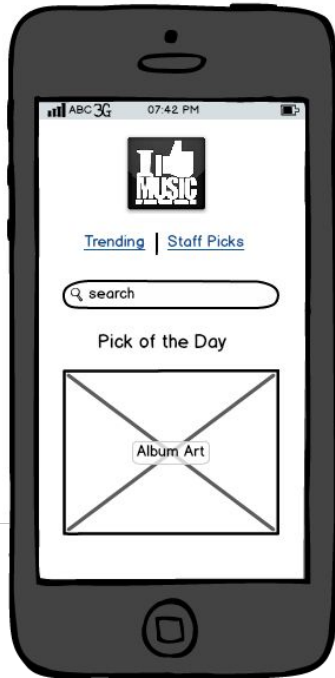 ABC 3G 07:42 PM
I
MUSIC
Trending | Staff Picks
search
Pick of the Day
Album Art